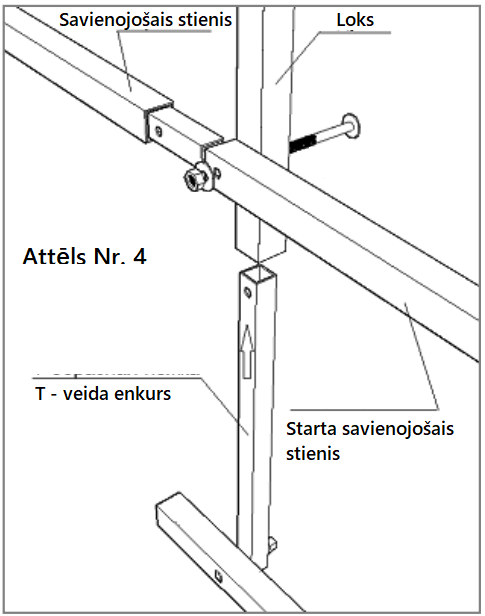 Savienojošais stienis
Loks
Attēls Nr. 4
T - veida enkurs
Starta savienojošais
stienis